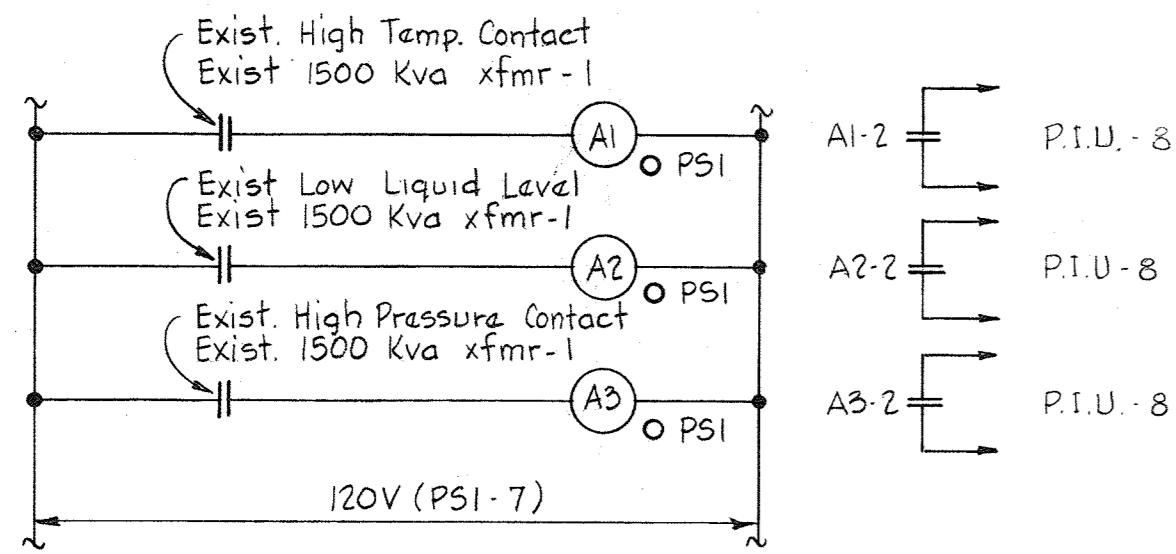 Exist. High Temp. Contact
Exist 1500 Kva xfmr-1
A1
PS1
A1-2
P.I.U.-8
Exist Low Liquid Level
Exist 1500 Kva xfmr-1
A2
PS1
A2-2
P.I.U-8
Exist. High Pressure Contact
Exist. 1500 Kva xfmr-1
A3
PS1
A3-2
P.I.U.-8
120V (PS1-7)